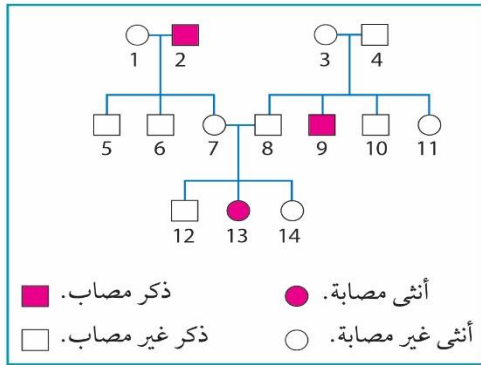 1 2 3 4
5 6 7 8 9 10 11
12 13 14
ذكر مصاب. أنثى مصابة.
ذكر غير مصاب. أنثى غير مصابة.